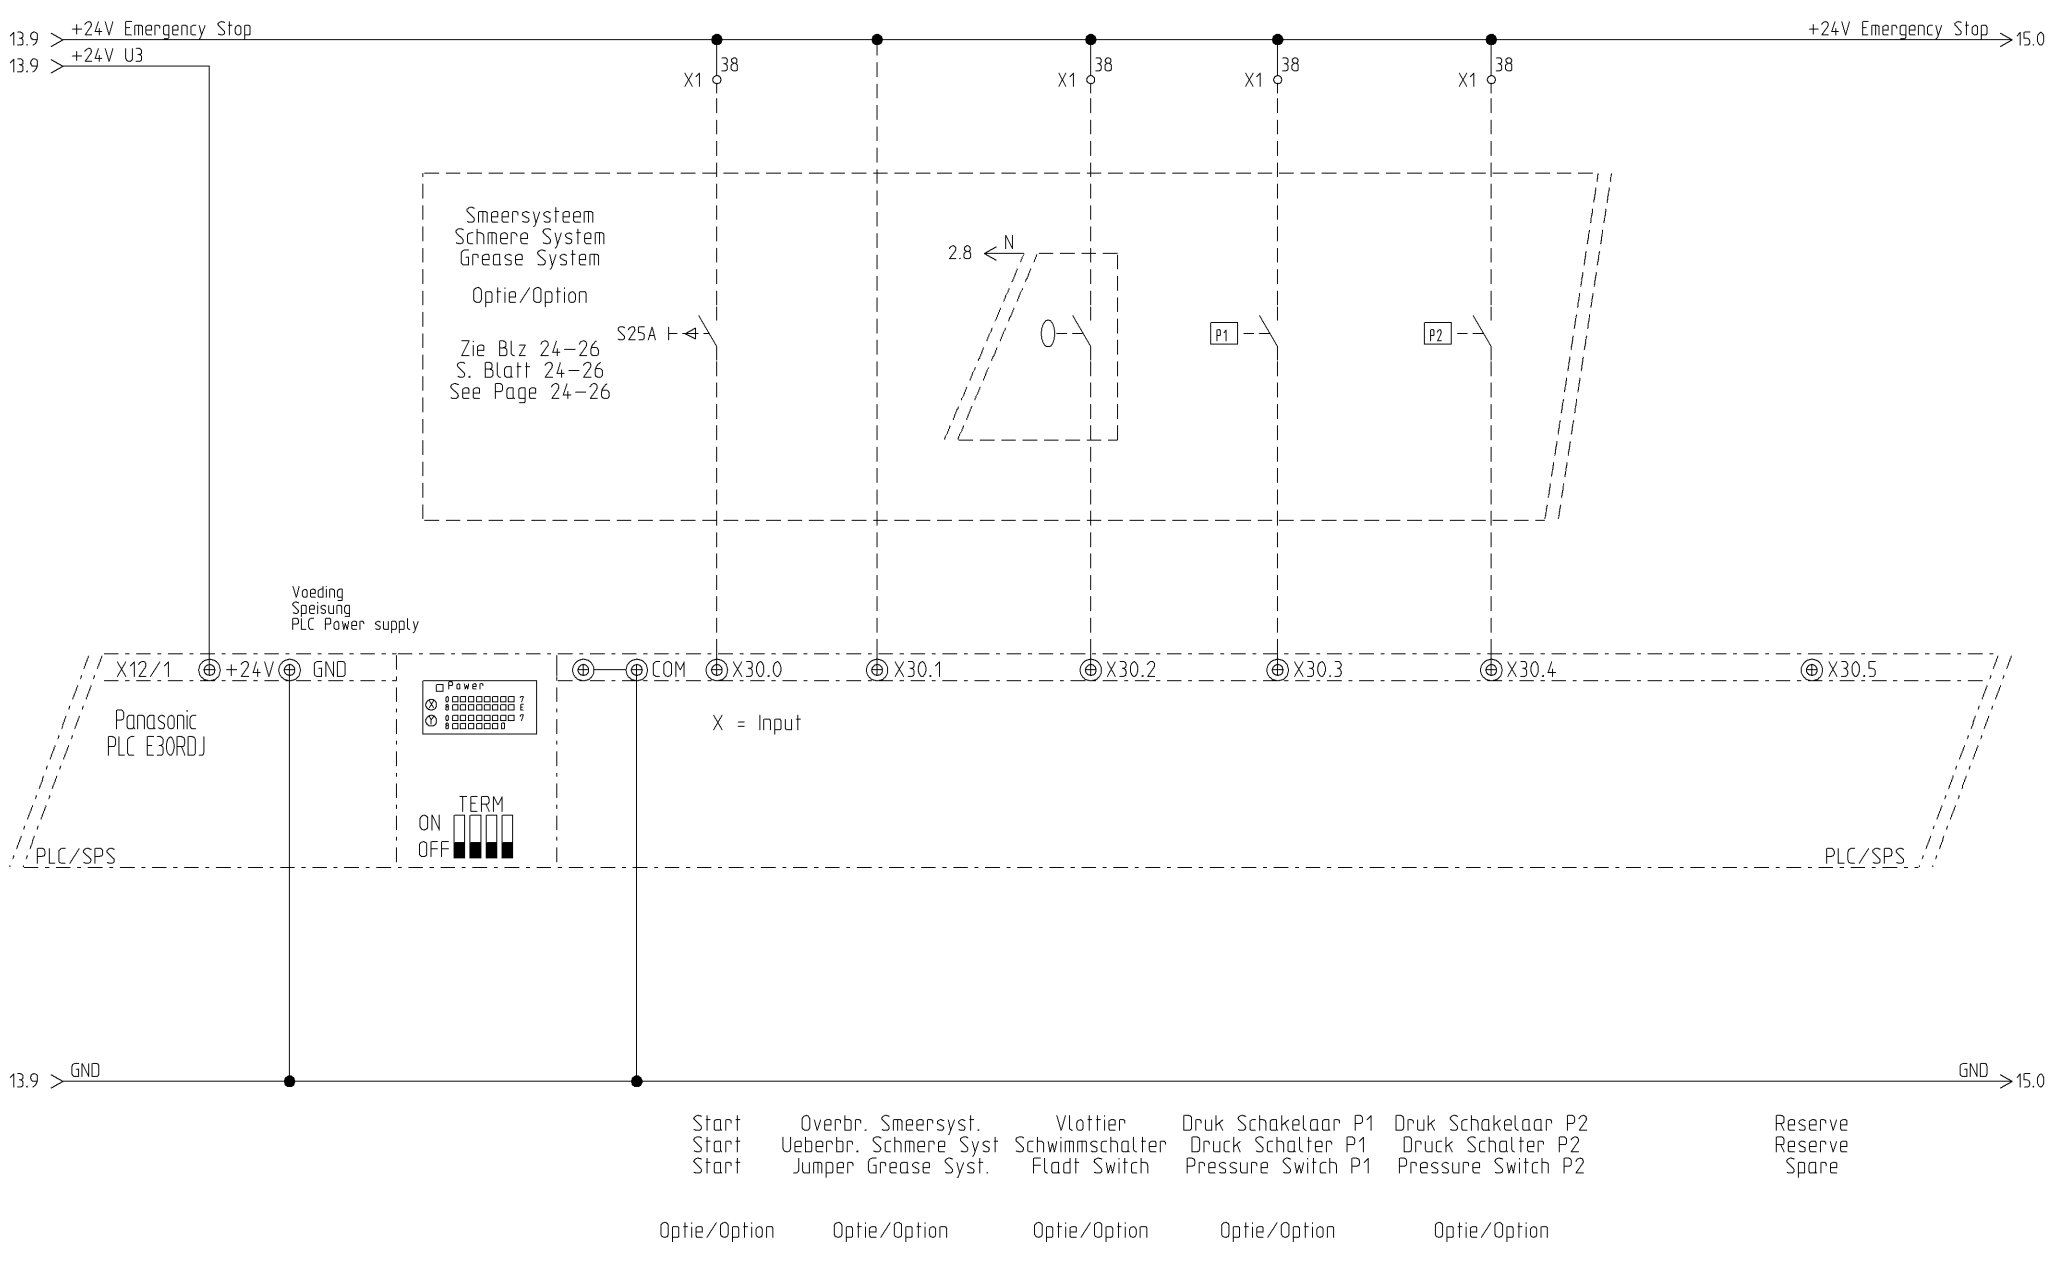 13.9 +24V Emergency Stop +24V Emergency Stop 15.0
13.9 +24V U3
38 38 38 38
X1 X1 X1 X1
Smeersysteem
Schmere System
Grease System
2.8 N
Optie/Option
S25A P1 P2
Zie Blz 24-26
S. Blatt 24-26
See Page 24-26
Voeding
Speisung
PLC Power supply
X12/1 +24V GND COM X30.0 X30.1 X30.2 X30.3 X30.4 X30.5
Power
X 0 7
8 E
Y 0 7
8
Panasonic
PLC E30RDJ
X = Input
TERM
ON
OFF
PLC/SPS PLC/SPS
13.9 GND GND 15.0
Start Overbr. Smeersyst. Vlottier Druk Schakelaar P1 Druk Schakelaar P2 Reserve
Start Ueberbr. Schmere Syst Schwimmschalter Druck Schalter P1 Druck Schalter P2 Reserve
Start Jumper Grease Syst. Fladt Switch Pressure Switch P1 Pressure Switch P2 Spare
Optie/Option Optie/Option Optie/Option Optie/Option Optie/Option